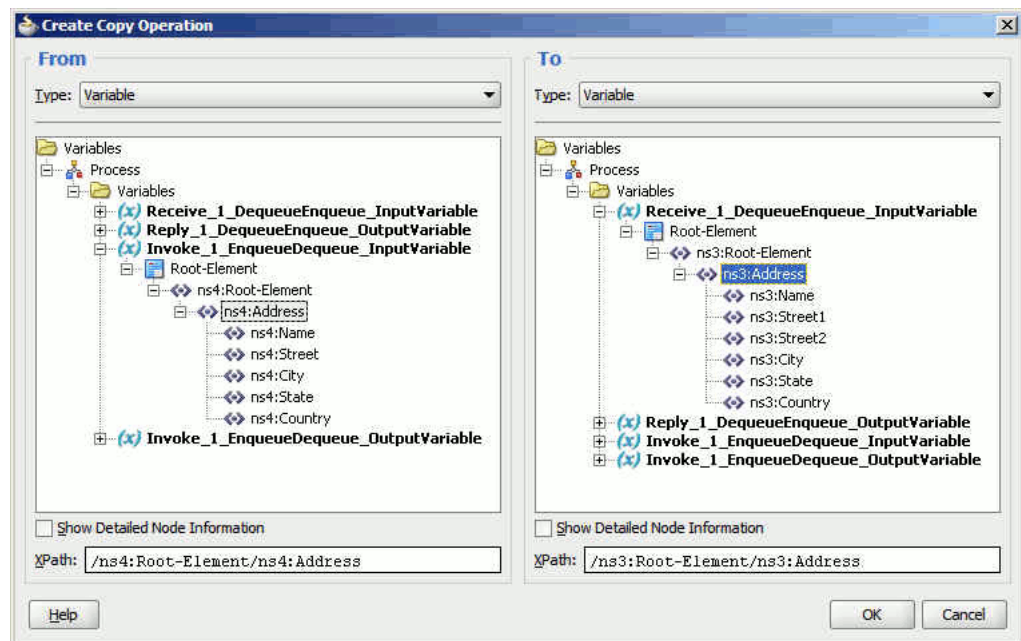 Create Copy Operation
From
Type: Variable
Variables
Process
Variables
Receive_1_DequeueEnqueue_InputVariable
Reply_1_DequeueEnqueue_OutputVariable
Invoke_1_EnqueueDequeue_InputVariable
Root-Element
ns4:Root-Element
ns4:Address
ns4:Name
ns4:Street
ns4:City
ns4:State
ns4:Country
Invoke_1_EnqueueDequeue_OutputVariable
Show Detailed Node Information
XPath: /ns4:Root-Element/ns4:Address
To
Type: Variable
Variables
Process
Variables
Receive_1_DequeueEnqueue_InputVariable
Root-Element
ns3:Root-Element
ns3:Address
ns3:Name
ns3:Street1
ns3:Street2
ns3:City
ns3:State
ns3:Country
Reply_1_DequeueEnqueue_OutputVariable
Invoke_1_EnqueueDequeue_InputVariable
Invoke_1_EnqueueDequeue_OutputVariable
Show Detailed Node Information
XPath: /ns3:Root-Element/ns3:Address
Help
OK
Cancel